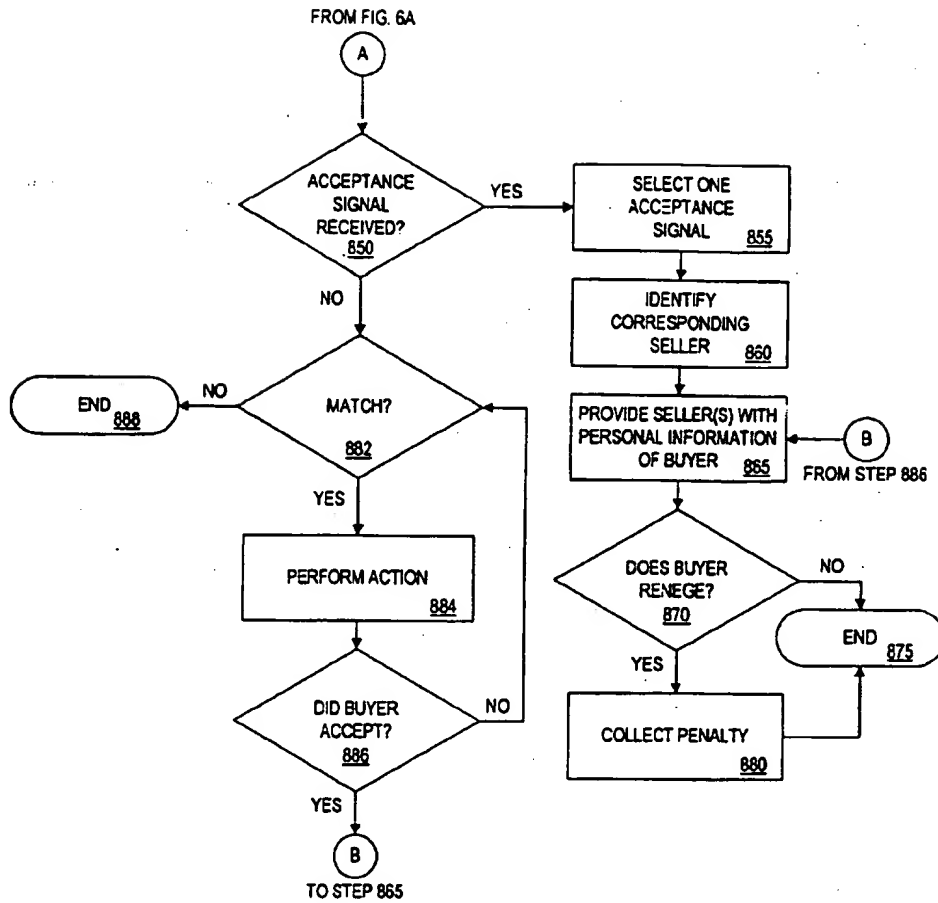 FROM FIG. 6A
A
ACCEPTANCE
SIGNAL
RECEIVED?
850
YES
NO
SELECT ONE
ACCEPTANCE
SIGNAL
855
IDENTIFY
CORRESPONDING
SELLER
860
PROVIDE SELLER(S) WITH
PERSONAL INFORMATION
OF BUYER
865
B
FROM STEP 886
MATCH?
882
NO
END
888
YES
PERFORM ACTION
884
DID BUYER
ACCEPT?
886
NO
YES
B
TO STEP 865
DOES BUYER
RENEGE?
870
NO
END
875
YES
COLLECT PENALTY
880